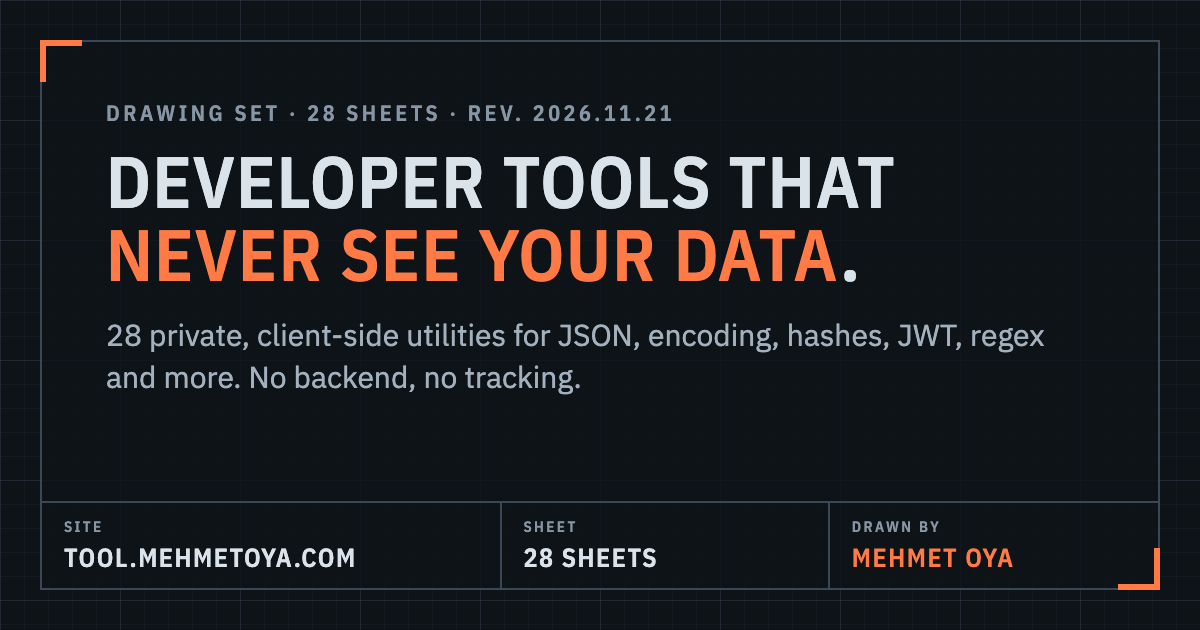 DRAWING SET · 28 SHEETS · REV. 2026.11.21
DEVELOPER TOOLS THAT
NEVER SEE YOUR DATA.
28 private, client-side utilities for JSON, encoding, hashes, JWT, regex
and more. No backend, no tracking.
SITE
TOOL.MEHMETOYA.COM
SHEET
28 SHEETS
DRAWN BY
MEHMET OYA